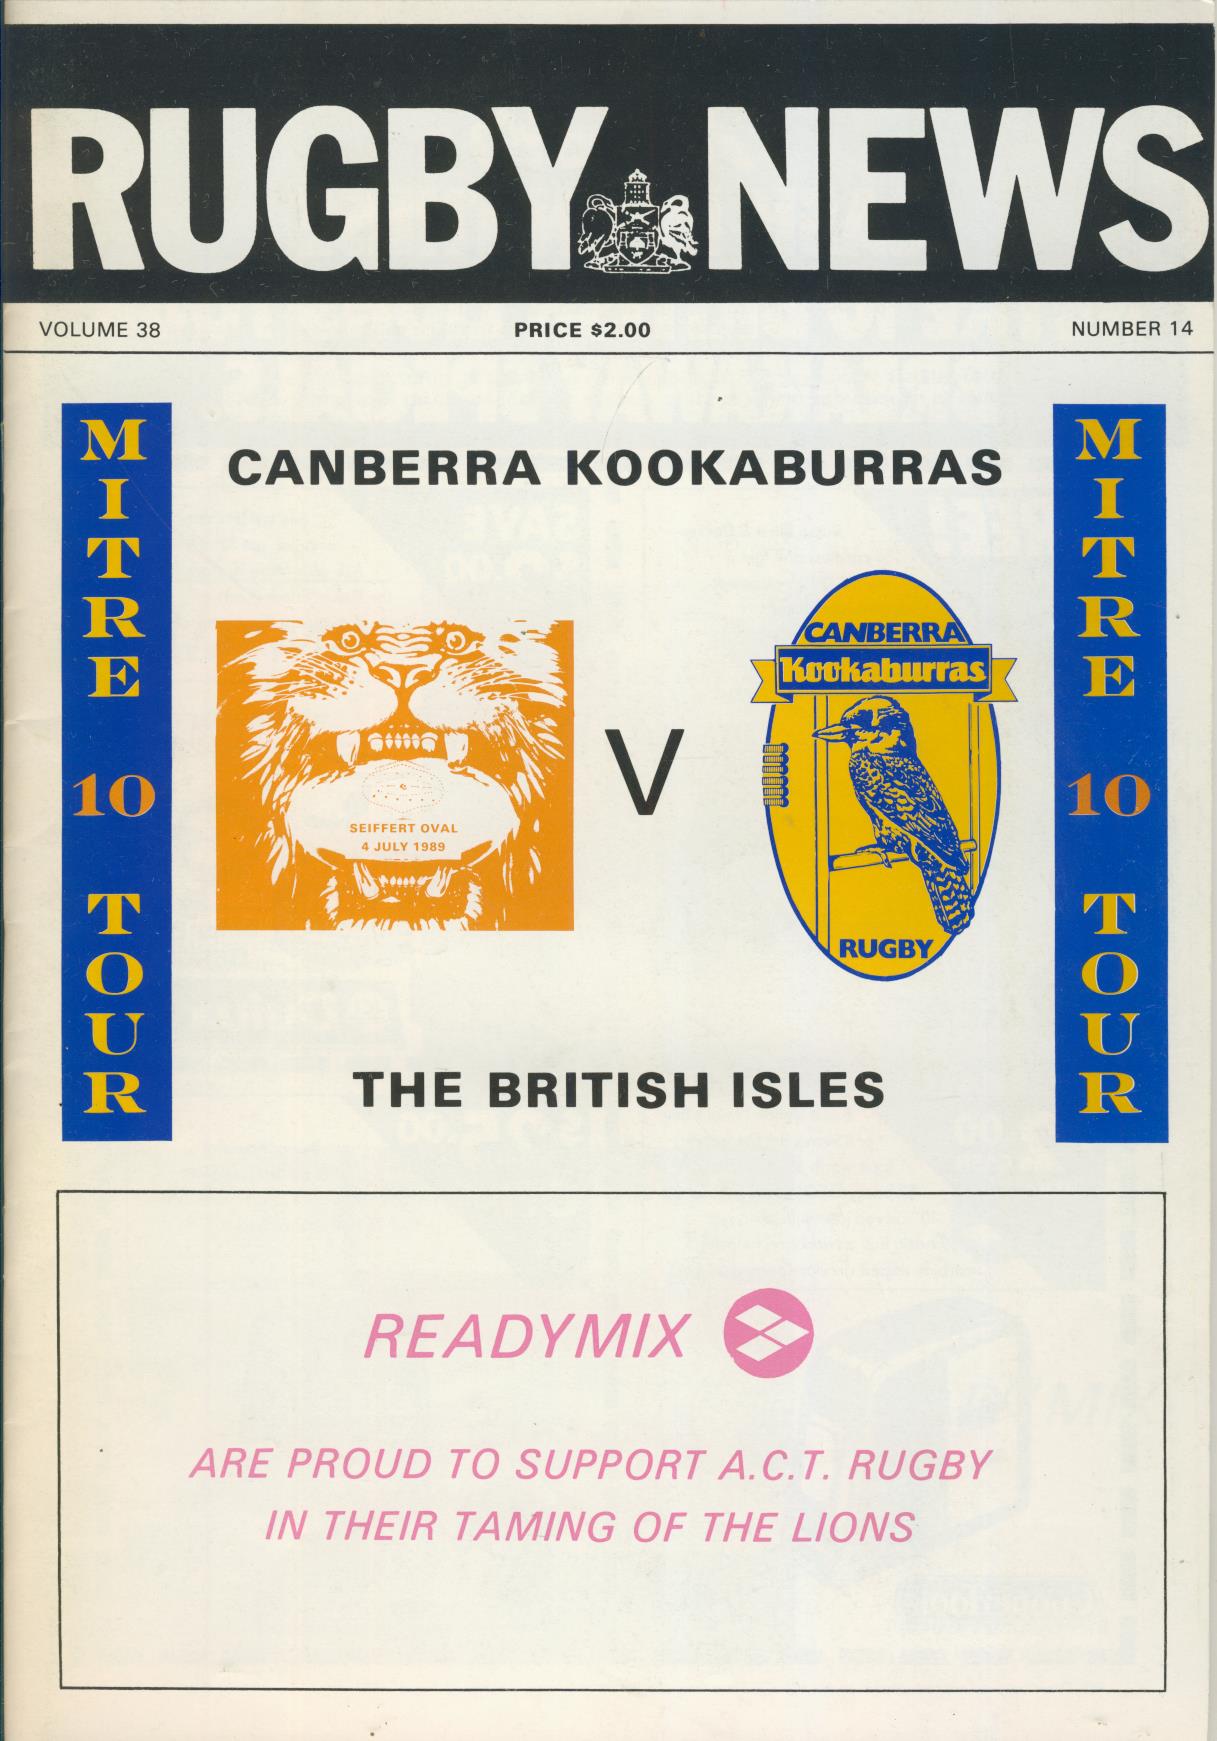 RUGBY NEWS
VOLUME 38 PRICE $2.00 NUMBER 14
MITRE 10 TOUR
CANBERRA KOOKABURRAS
SEIFFERT OVAL
4 JULY 1989
V
CANBERRA
Kookaburras
RUGBY
THE BRITISH ISLES
MITRE 10 TOUR
READYMIX
ARE PROUD TO SUPPORT A.C.T. RUGBY
IN THEIR TAMING OF THE LIONS